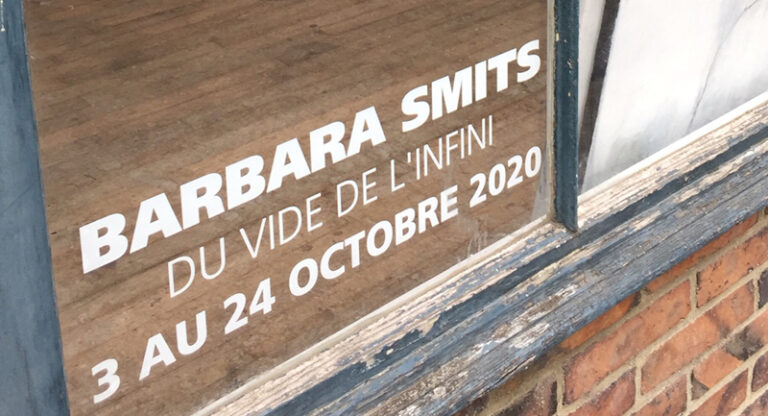 BARBARA SMITS
DU VIDE DE L'INFINI
3 AU 24 OCTOBRE 2020